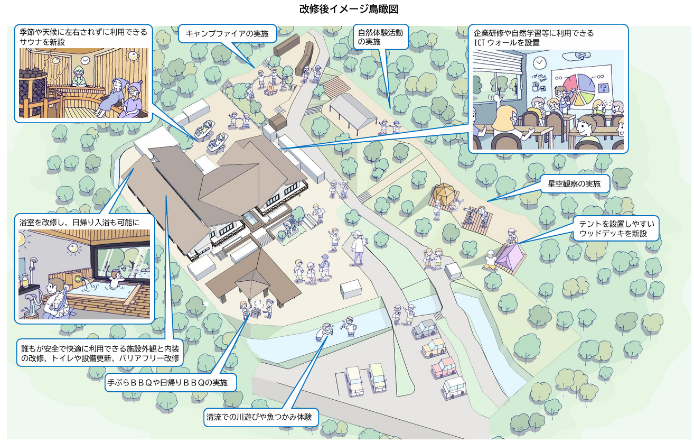 改修後イメージ鳥瞰図
季節や天候に左右されずに利用できる
サウナを新設
キャンプファイアの実施
自然体験活動
の実施
企業研修や自然学習等に利用できる
ICTウォールを設置
星空観察の実施
テントを設置しやすい
ウッドデッキを新設
浴室を改修し、日帰り入浴も可能に
誰もが安全で快適に利用できる施設外観と内装
の改修、トイレや設備更新、バリアフリー改修
手ぶらBBQや日帰りBBQの実施
清流での川遊びや魚つかみ体験